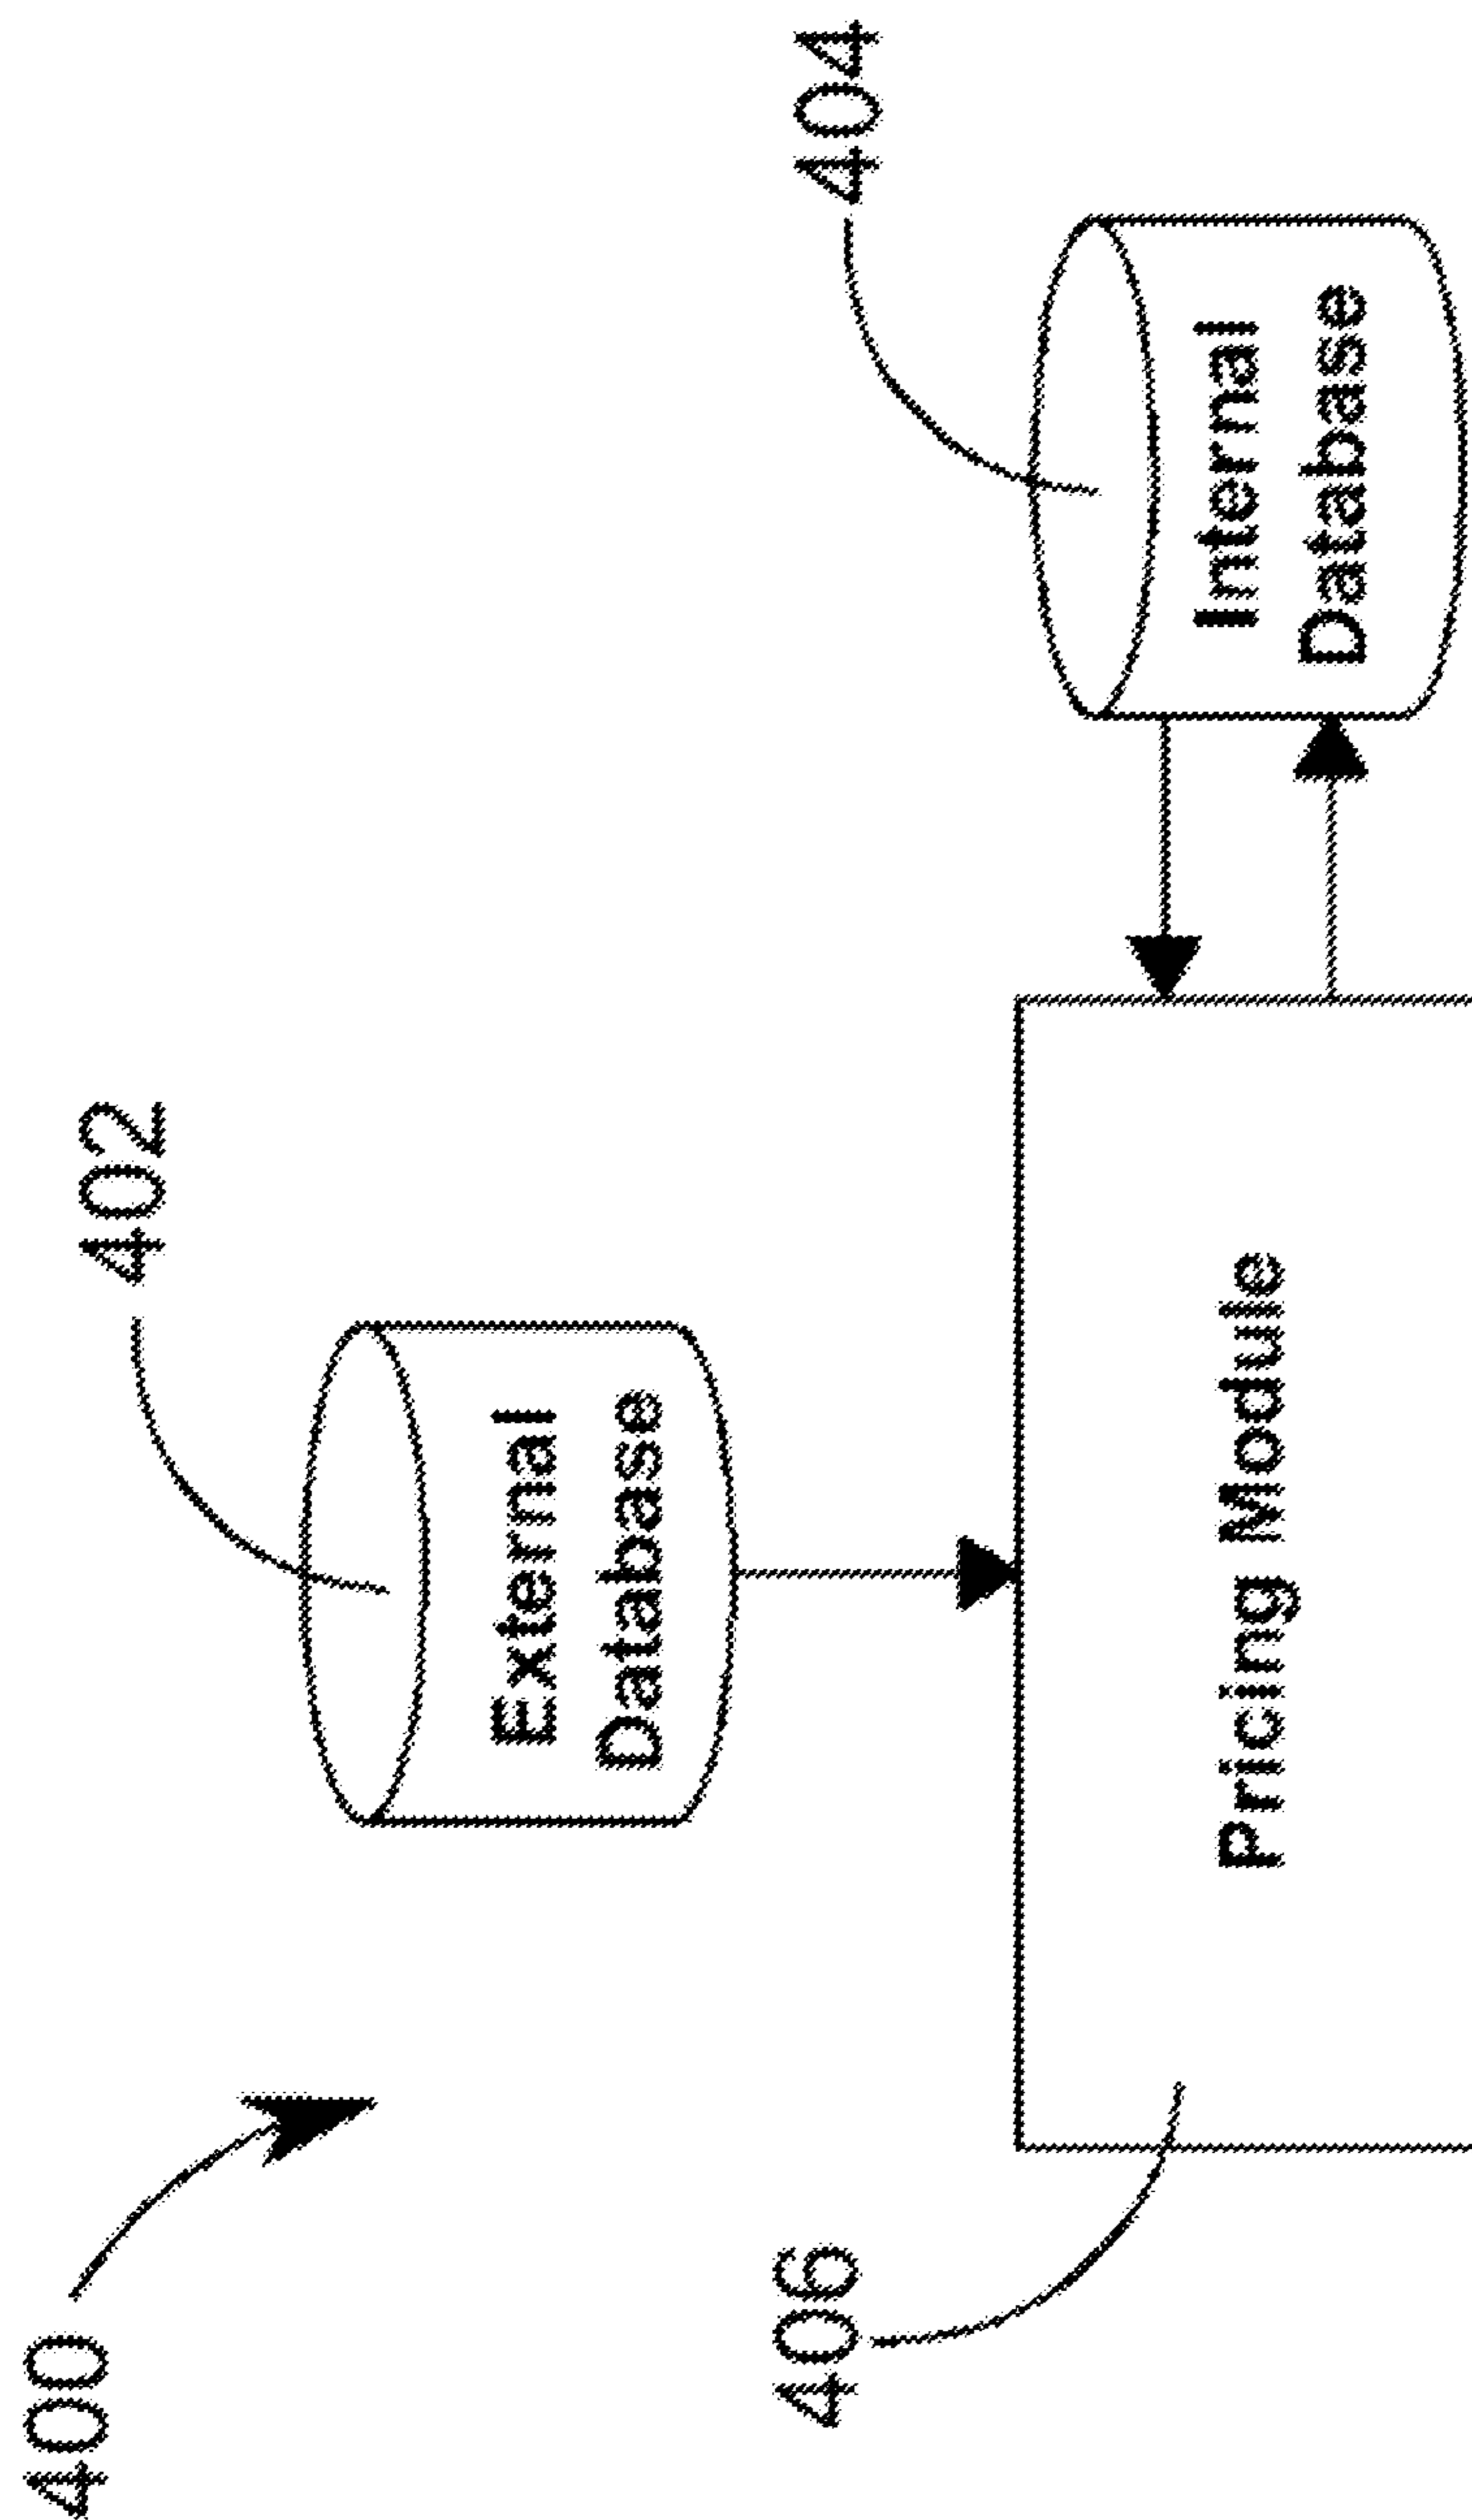 400
402
External
Database
404
406
Internal
Database
Pricing Module